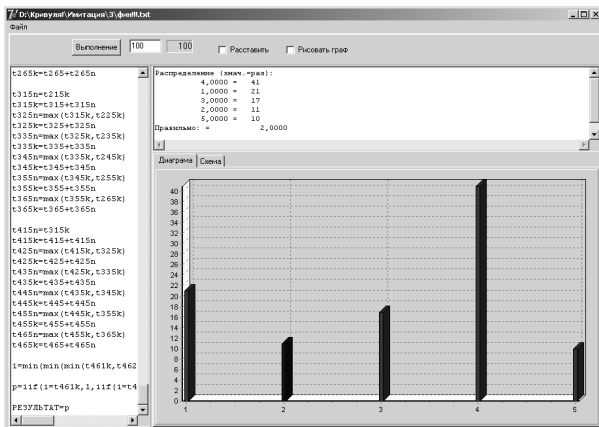 D:\Кривуля!\Имитация\3\фин!!!.txt
Файл
Выполнение 100 100 Расставить Рисовать граф
t265k=t265+t265n
t315n=t215k
t315k=t315+t315n
t325n=max(t315k,t225k)
t325k=t325+t325n
t335n=max(t325k,t235k)
t335k=t335+t335n
t345n=max(t335k,t245k)
t345k=t345+t345n
t355n=max(t345k,t255k)
t355k=t355+t355n
t365n=max(t355k,t265k)
t365k=t365+t365n
t415n=t315k
t415k=t415+t415n
t425n=max(t415k,t325k)
t425k=t425+t425n
t435n=max(t425k,t335k)
t435k=t435+t435n
t445n=max(t435k,t345k)
t445k=t445+t445n
t455n=max(t445k,t355k)
t455k=t455+t455n
t465n=max(t455k,t365k)
t465k=t465+t465n
i=min(min(min(t461k,t462
p=iif(i=t461k,1,iif(i=t4
РЕЗУЛЬТАТ=p
Распределение (знач.=раз):
4,0000 = 41
1,0000 = 21
3,0000 = 17
2,0000 = 11
5,0000 = 10
Правильно: = 2,0000
Диаграма Схема
40
38
36
34
32
30
28
26
24
22
20
18
16
14
12
10
8
6
4
2
0
1 2 3 4 5